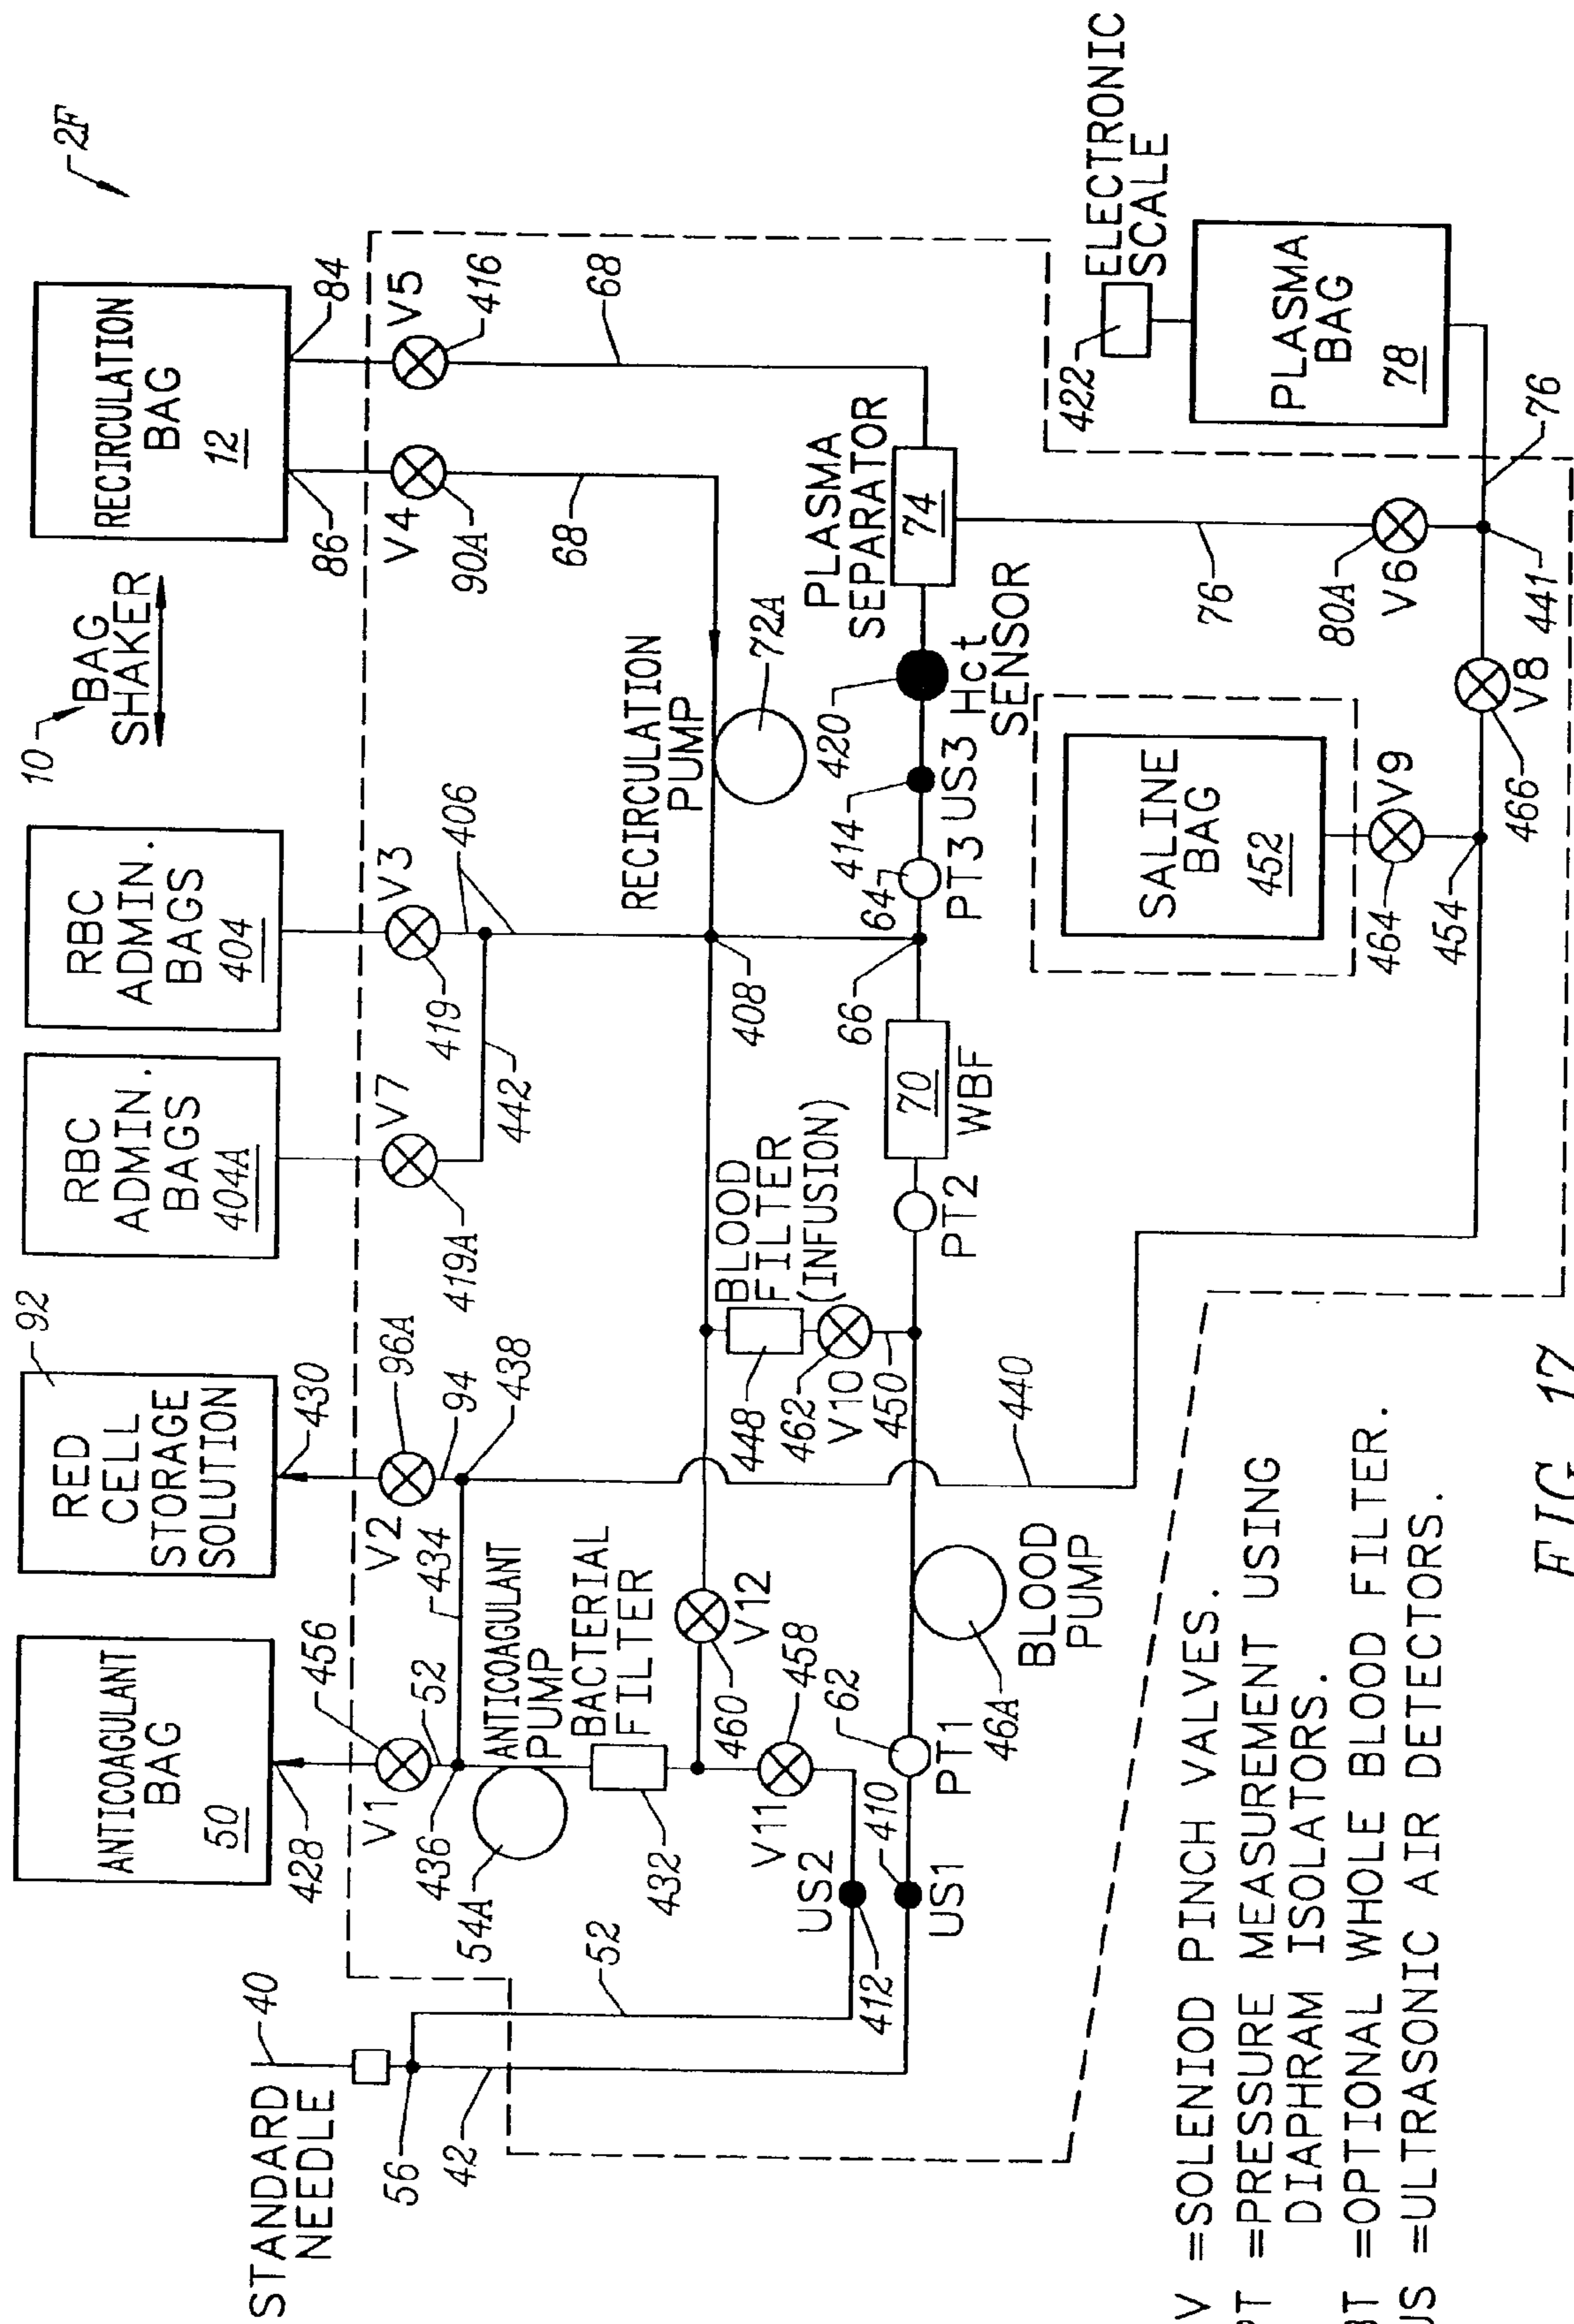 2F
10
BAG
SHAKER
ANTICOAGULANT
BAG
50
RED
CELL
STORAGE
SOLUTION
92
RBC
ADMIN.
BAGS
404A
RBC
ADMIN.
BAGS
404
RECIRCULATION
BAG
12
428
456
V1
430
96A
V2
V7
419A
V3
419
406
442
86
84
V4
90A
V5
416
68
68
STANDARD
NEEDLE
40
56
42
52
436
52
434
94
438
54A
ANTICOAGULANT
PUMP
BACTERIAL
FILTER
432
460
V12
V11
458
US2
412
US1
410
62
PT1
46A
BLOOD
PUMP
BLOOD
FILTER
(INFUSION)
448
462
V10
450
440
PT2
70
WBF
RECIRCULATION
PUMP
72A
408
66
64
PT3
414
US3
420
Hct
SENSOR
PLASMA
SEPARATOR
74
76
80A
V6
441
76
SALINE
BAG
452
464
V9
454
466
V8
422
ELECTRONIC
SCALE
PLASMA
BAG
78
V =SOLENIOD PINCH VALVES.
PT =PRESSURE MEASUREMENT USING
DIAPHRAM ISOLATORS.
BT =OPTIONAL WHOLE BLOOD FILTER.
US =ULTRASONIC AIR DETECTORS.
FIG. 17